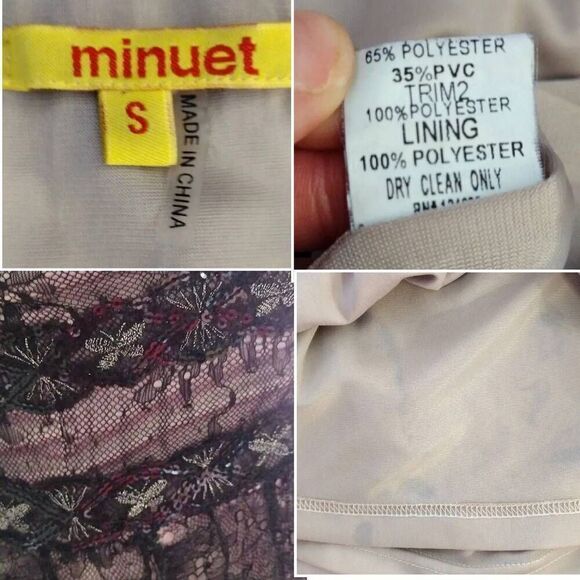 minuet
S
MADE IN CHINA
65% POLYESTER
35%PVC
TRIM2
100%POLYESTER
LINING
100% POLYESTER
DRY CLEAN ONLY